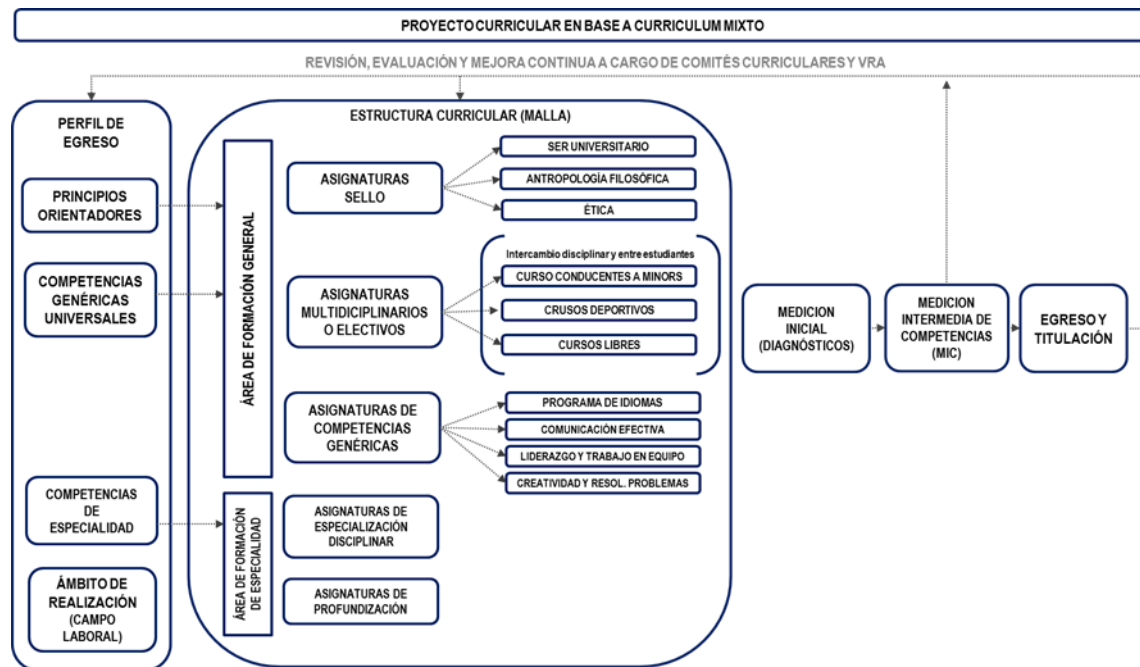 PROYECTO CURRICULAR EN BASE A CURRICULUM MIXTO
REVISIÓN, EVALUACIÓN Y MEJORA CONTINUA A CARGO DE COMITÉS CURRICULARES Y VRA
PERFIL DE
EGRESO
PRINCIPIOS
ORIENTADORES
COMPETENCIAS
GENÉRICAS
UNIVERSALES
COMPETENCIAS
DE
ESPECIALIDAD
ÁMBITO DE
REALIZACIÓN
(CAMPO
LABORAL)
ESTRUCTURA CURRICULAR (MALLA)
ÁREA DE FORMACIÓN GENERAL
ASIGNATURAS
SELLO
SER UNIVERSITARIO
ANTROPOLOGÍA FILOSÓFICA
ÉTICA
ASIGNATURAS
MULTIDICIPLINARIOS
O ELECTIVOS
Intercambio disciplinar y entre estudiantes
CURSO CONDUCENTES A MINORS
CRUSOS DEPORTIVOS
CURSOS LIBRES
ASIGNATURAS DE
COMPETENCIAS
GENÉRICAS
PROGRAMA DE IDIOMAS
COMUNICACIÓN EFECTIVA
LIDERAZGO Y TRABAJO EN EQUIPO
CREATIVIDAD Y RESOL. PROBLEMAS
ÁREA DE FORMACIÓN
DE ESPECIALIDAD
ASIGNATURAS DE
ESPECIALIZACIÓN
DISCIPLINAR
ASIGNATURAS DE
PROFUNDIZACIÓN
MEDICION
INICIAL
(DIAGNÓSTICOS)
MEDICION
INTERMEDIA DE
COMPETENCIAS
(MIC)
EGRESO Y
TITULACIÓN